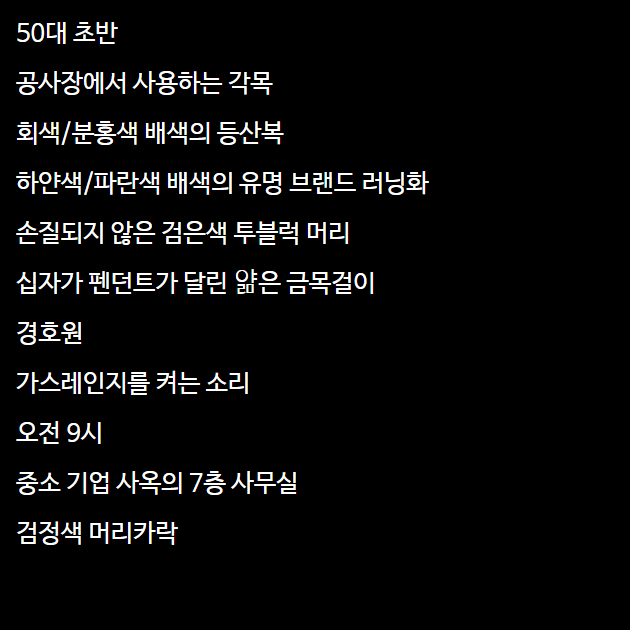 50대 초반
공사장에서 사용하는 각목
회색/분홍색 배색의 등산복
하얀색/파란색 배색의 유명 브랜드 러닝화
손질되지 않은 검은색 투블럭 머리
십자가 펜던트가 달린 얆은 금목걸이
경호원
가스레인지를 켜는 소리
오전 9시
중소 기업 사옥의 7층 사무실
검정색 머리카락